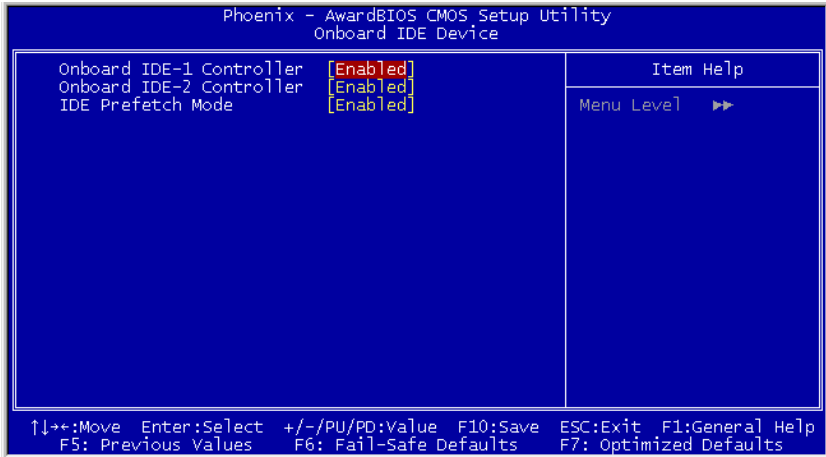 Phoenix - AwardBIOS CMOS Setup Utility
Onboard IDE Device
Onboard IDE-1 Controller [Enabled]
Onboard IDE-2 Controller [Enabled]
IDE Prefetch Mode [Enabled]
Item Help
Menu Level ▶▶
↑↓→←:Move Enter:Select +/-/PU/PD:Value F10:Save ESC:Exit F1:General Help
F5: Previous Values F6: Fail-Safe Defaults F7: Optimized Defaults